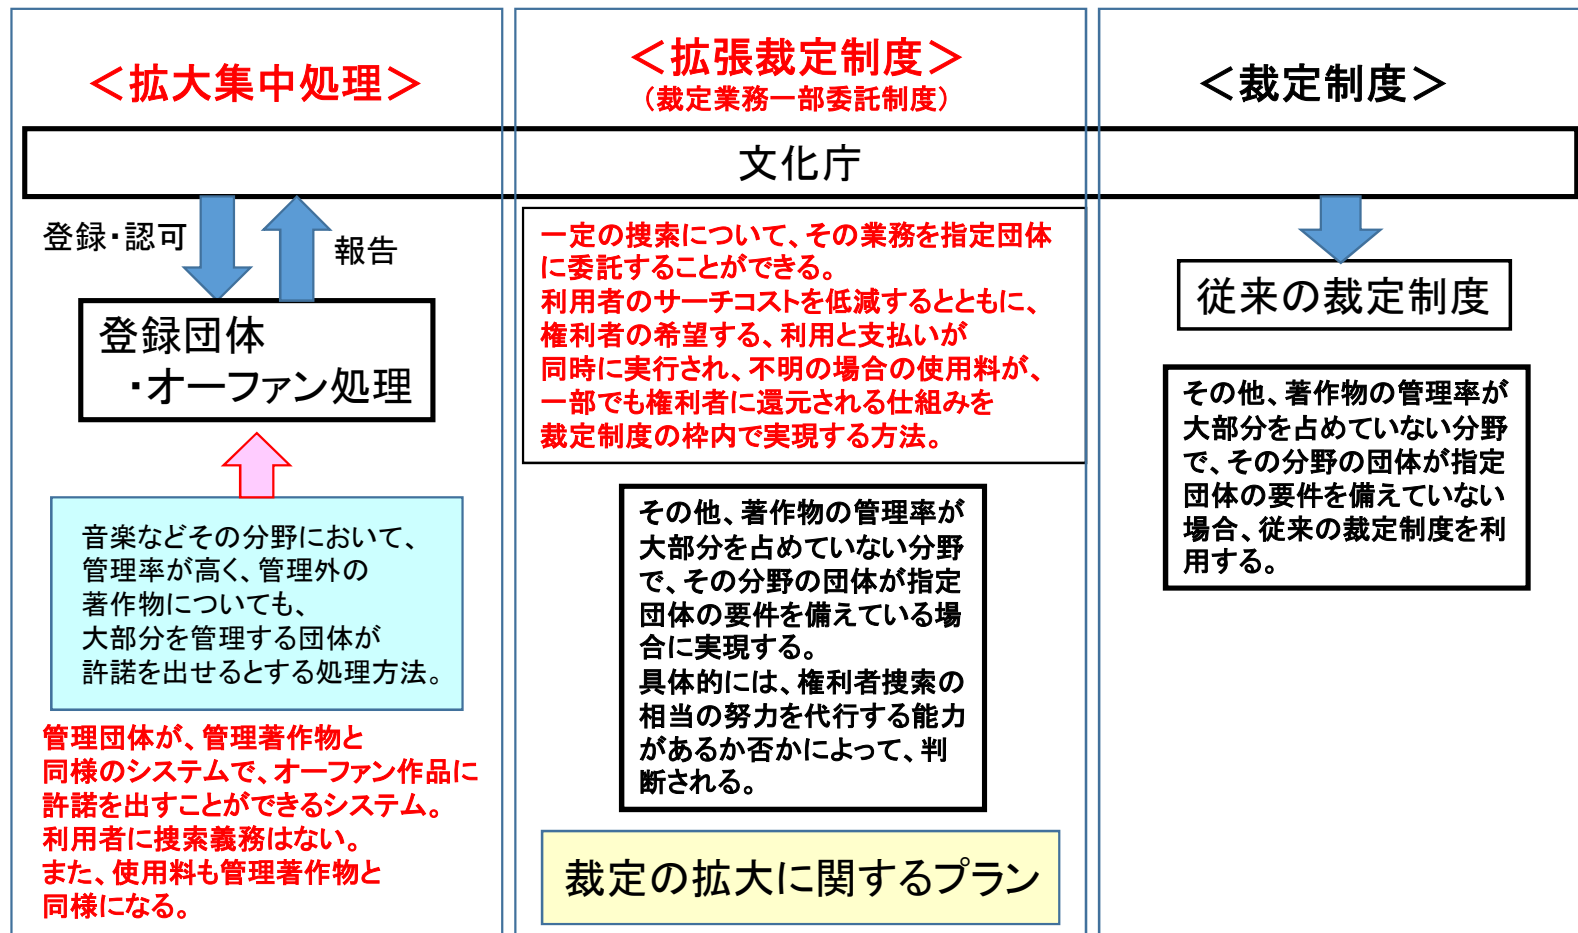 ＜拡大集中処理＞
＜拡張裁定制度＞
（裁定業務一部委託制度）
＜裁定制度＞
文化庁
登録・認可
報告
登録団体
・オーファン処理
音楽などその分野において、
管理率が高く、管理外の
著作物についても、
大部分を管理する団体が
許諾を出せるとする処理方法。
管理団体が、管理著作物と
同様のシステムで、オーファン作品に
許諾を出すことができるシステム。
利用者に捜索義務はない。
また、使用料も管理著作物と
同様になる。
一定の捜索について、その業務を指定団体
に委託することができる。
利用者のサーチコストを低減するとともに、
権利者の希望する、利用と支払いが
同時に実行され、不明の場合の使用料が、
一部でも権利者に還元される仕組みを
裁定制度の枠内で実現する方法。
その他、著作物の管理率が
大部分を占めていない分野
で、その分野の団体が指定
団体の要件を備えている場
合に実現する。
具体的には、権利者捜索の
相当の努力を代行する能力
があるか否かによって、判
断される。
裁定の拡大に関するプラン
従来の裁定制度
その他、著作物の管理率が
大部分を占めていない分野
で、その分野の団体が指定
団体の要件を備えていない
場合、従来の裁定制度を利
用する。